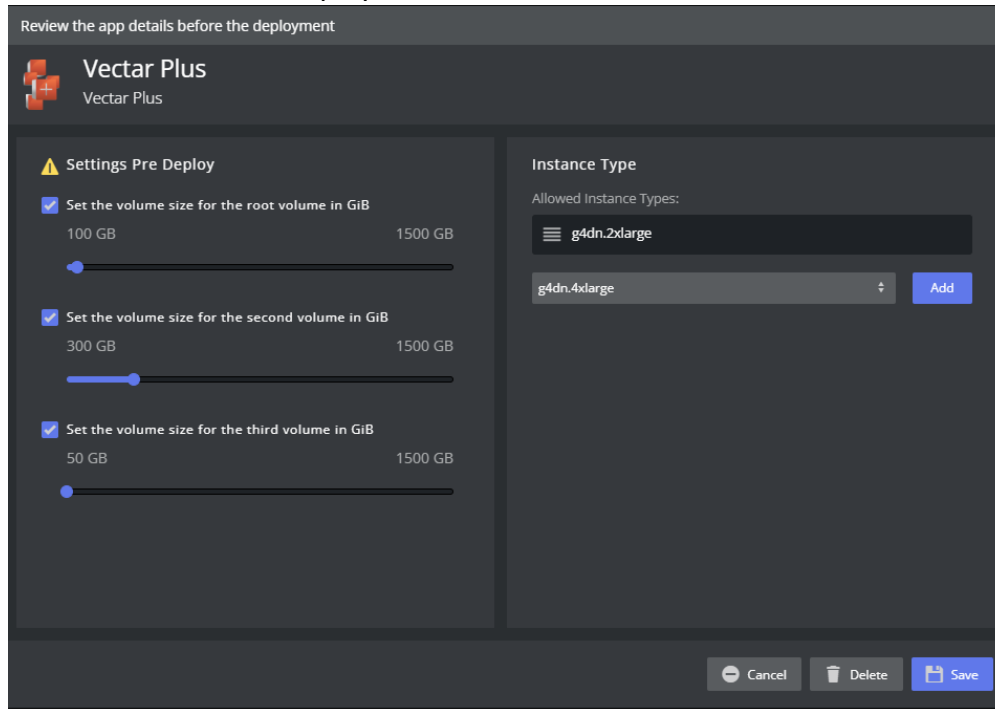 Review the app details before the deployment
Vectar Plus
Vectar Plus
Settings Pre Deploy
Set the volume size for the root volume in GiB
100 GB 1500 GB
Set the volume size for the second volume in GiB
300 GB 1500 GB
Set the volume size for the third volume in GiB
50 GB 1500 GB
Instance Type
Allowed Instance Types:
g4dn.2xlarge
g4dn.4xlarge Add
Cancel Delete Save